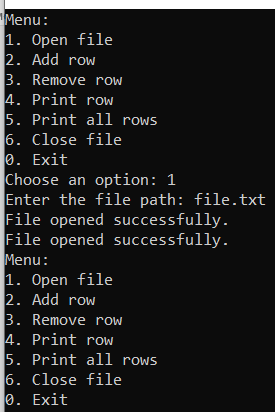 Menu:
1. Open file
2. Add row
3. Remove row
4. Print row
5. Print all rows
6. Close file
0. Exit
Choose an option: 1
Enter the file path: file.txt
File opened successfully.
File opened successfully.
Menu:
1. Open file
2. Add row
3. Remove row
4. Print row
5. Print all rows
6. Close file
0. Exit